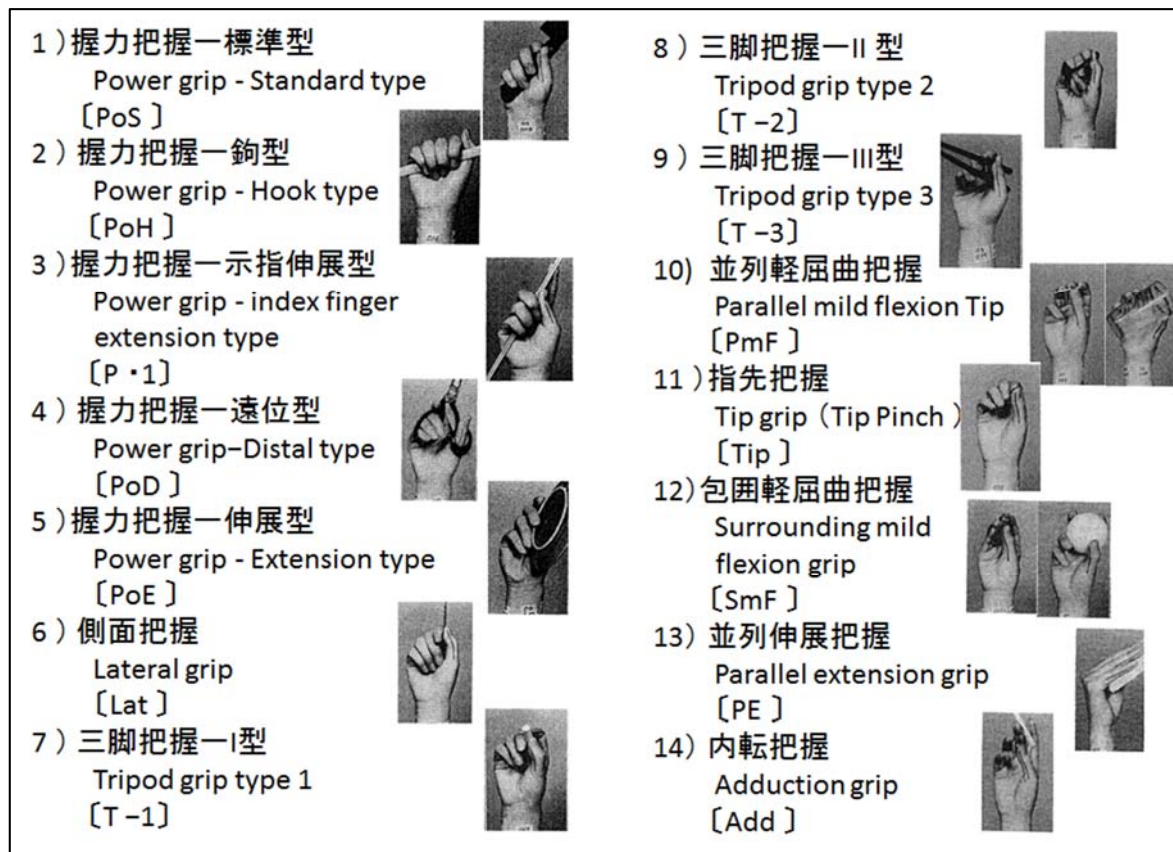 1 )握力把握一標準型
Power grip - Standard type
〔PoS 〕
2 ) 握力把握一鉤型
Power grip - Hook type
〔PoH 〕
3 )握力把握一示指伸展型
Power grip - index finger
extension type
〔P ・1〕
4 ) 握力把握一遠位型
Power grip–Distal type
〔PoD 〕
5 )握力把握一伸展型
Power grip - Extension type
〔PoE 〕
6 ) 側面把握
Lateral grip
〔Lat 〕
7 ) 三脚把握一I型
Tripod grip type 1
〔T –1〕
8 ) 三脚把握一II 型
Tripod grip type 2
〔T –2〕
9 ) 三脚把握一III型
Tripod grip type 3
〔T –3〕
10) 並列軽屈曲把握
Parallel mild flexion Tip
〔PmF 〕
11 )指先把握
Tip grip（Tip Pinch ）
〔Tip 〕
12)包囲軽屈曲把握
Surrounding mild
flexion grip
〔SmF 〕
13) 並列伸展把握
Parallel extension grip
〔PE 〕
14) 内転把握
Adduction grip
〔Add 〕